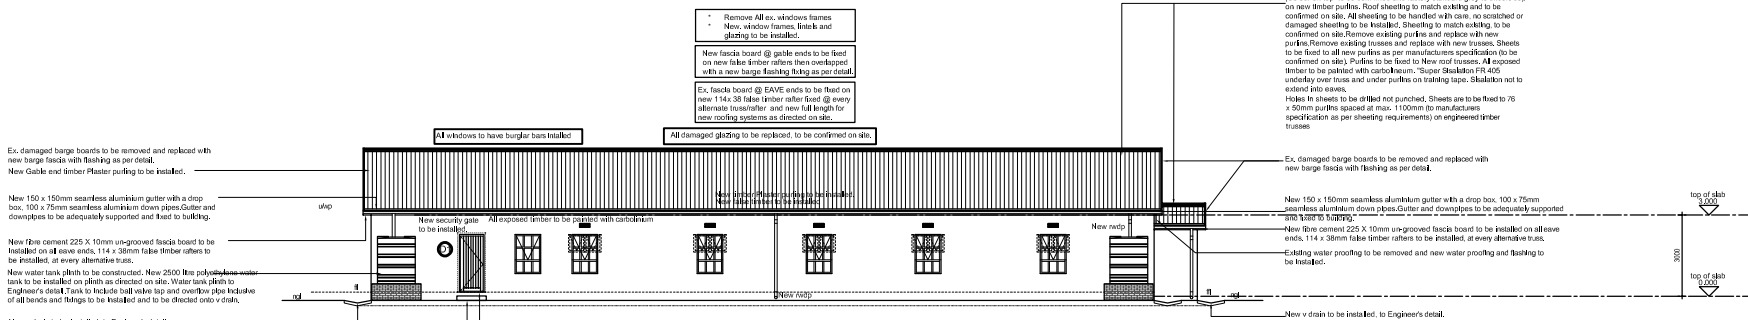 * Remove All ex. windows frames
* New. window frames, lintels and
glazing to be installed.
New fascia board @ gable ends to be fixed
on new false timber rafters then overlapped
with a new barge flashing fixing as per detail.
Ex. fascia board @ EAVE ends to be fixed on
new 114x 38 false timber rafter fixed @ every
alternate truss/rafter and new full length for
new roofing systems as directed on site.
All windows to have burglar bars intalled
All damaged glazing to be replaced, to be confirmed on site.
Ex. damaged barge boards to be removed and replaced with
new barge fascia with flashing as per detail.
New Gable end timber Plaster purling to be installed.
New 150 x 150mm seamless aluminium gutter with a drop
box, 100 x 75mm seamless aluminium down pipes.Gutter and
downpipes to be adequately supported and fixed to building.
New fibre cement 225 X 10mm un-grooved fascia board to be
installed on all eave ends, 114 x 38mm false timber rafters to
be installed, at every alternative truss.
New water tank plinth to be constructed. New 2500 litre polyethylene water
tank to be installed on plinth as directed on site. Water tank plinth to
Engineer's detail.Tank to include ball valve tap and overflow pipe inclusive
of all bends and fixings to be installed and to be directed onto v drain.
u/wp
New security gate
to be installed.
All exposed timber to be painted with carbolinium
New timber Plaster purling to be installed.
New false timber to be installed
New rwdp
New rwdp
ngl
fl
fl
ngl
on new timber purlins. Roof sheeting to match existing and to be
confirmed on site. All sheeting to be handled with care, no scratched or
damaged sheeting to be installed. Sheeting to match existing, to be
confirmed on site.Remove existing purlins and replace with new
purlins.Remove existing trusses and replace with new trusses. Sheets
to be fixed to all new purlins as per manufacturers specification (to be
confirmed on site). Purlins to be fixed to New roof trusses. All exposed
timber to be painted with carbolineum. "Super Sisalation FR 405
underlay over truss and under purlins on training tape. Sisalation not to
extend into eaves.
Holes in sheets to be drilled not punched. Sheets are to be fixed to 76
x 50mm purlins spaced at max. 1100mm (to manufacturers
specification as per sheeting requirements) on engineered timber
trusses
Ex. damaged barge boards to be removed and replaced with
new barge fascia with flashing as per detail.
New 150 x 150mm seamless aluminium gutter with a drop box, 100 x 75mm
seamless aluminium down pipes.Gutter and downpipes to be adequately supported
and fixed to building.
New fibre cement 225 X 10mm un-grooved fascia board to be installed on all eave
ends, 114 x 38mm false timber rafters to be installed, at every alternative truss.
Existing water proofing to be removed and new water proofing and flashing to
be installed.
New v drain to be installed, to Engineer's detail.
top of slab
3.000
3000
top of slab
0.000